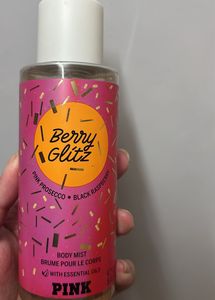 Berry
Glitz
PINK PROSECCO • BLACK RASPBERRY
BODY MIST
BRUME POUR LE CORPS
WITH ESSENTIAL OILS
PINK